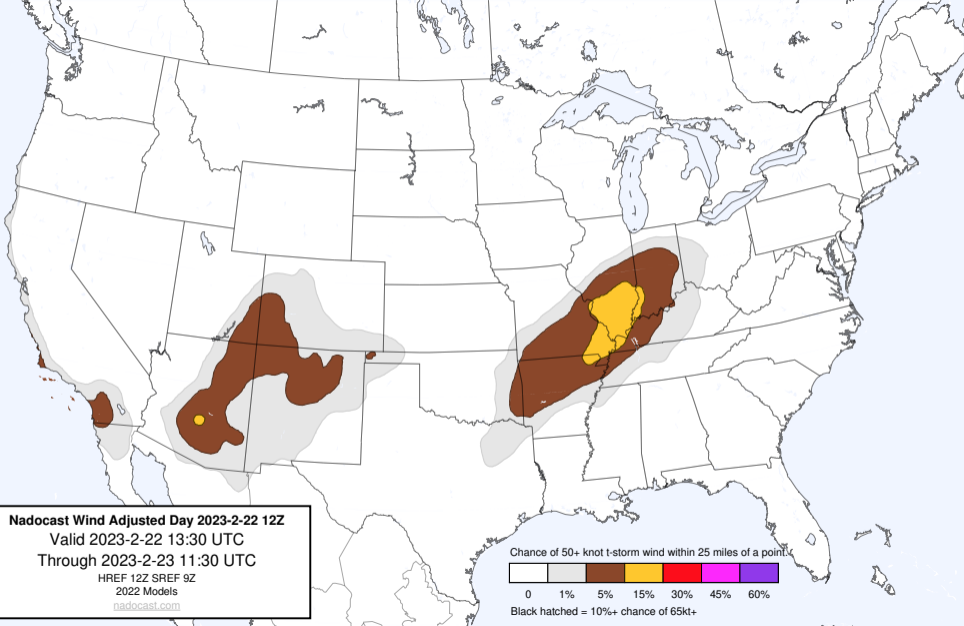 Nadocast Wind Adjusted Day 2023-2-22 12Z
Valid 2023-2-22 13:30 UTC
Through 2023-2-23 11:30 UTC
HREF 12Z SREF 9Z
2022 Models
nadocast.com
Chance of 50+ knot t-storm wind within 25 miles of a point.
0 1% 5% 15% 30% 45% 60%
Black hatched = 10%+ chance of 65kt+